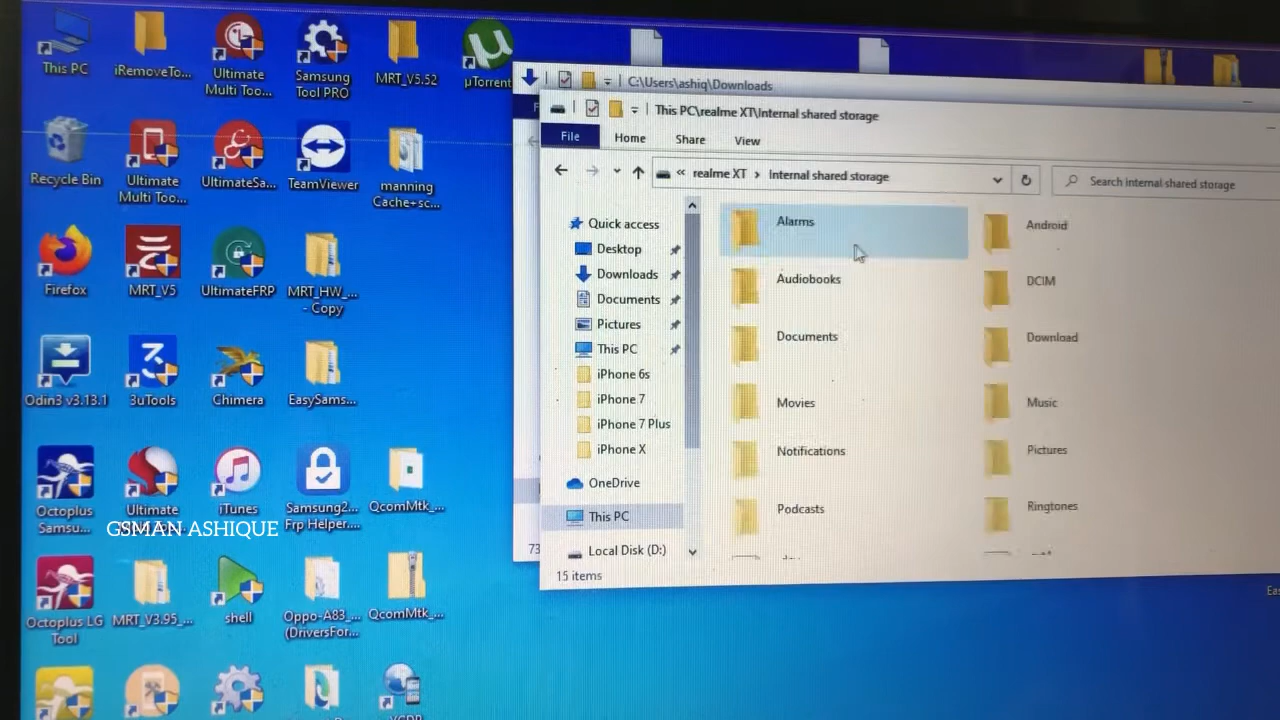 This PC
iRemoveTo...
Ultimate
Multi Too...
Samsung
Tool PRO
MRT_V5.52
µTorrent
Recycle Bin
Ultimate
Multi Too...
UltimateSa...
TeamViewer
manning
Cache+sc...
Firefox
MRT_V5
UltimateFRP
MRT_HW_...
- Copy
Odin3 v3.13.1
3uTools
Chimera
EasySams...
Octoplus
Samsu...
Ultimate
iTunes
Samsung2...
Frp Helper....
QcomMtk_...
GSMAN ASHIQUE
Octoplus LG
Tool
MRT_V3.95_...
shell
Oppo-A83_...
(DriversFor...
QcomMtk_...
C:\Users\ashiq\Downloads
This PC\realme XT\Internal shared storage
File
Home
Share
View
« realme XT › Internal shared storage
Search Internal shared storage
Quick access
Desktop
Downloads
Documents
Pictures
This PC
iPhone 6s
iPhone 7
iPhone 7 Plus
iPhone X
OneDrive
This PC
Local Disk (D:)
Alarms
Android
Audiobooks
DCIM
Documents
Download
Movies
Music
Notifications
Pictures
Podcasts
Ringtones
73
15 items